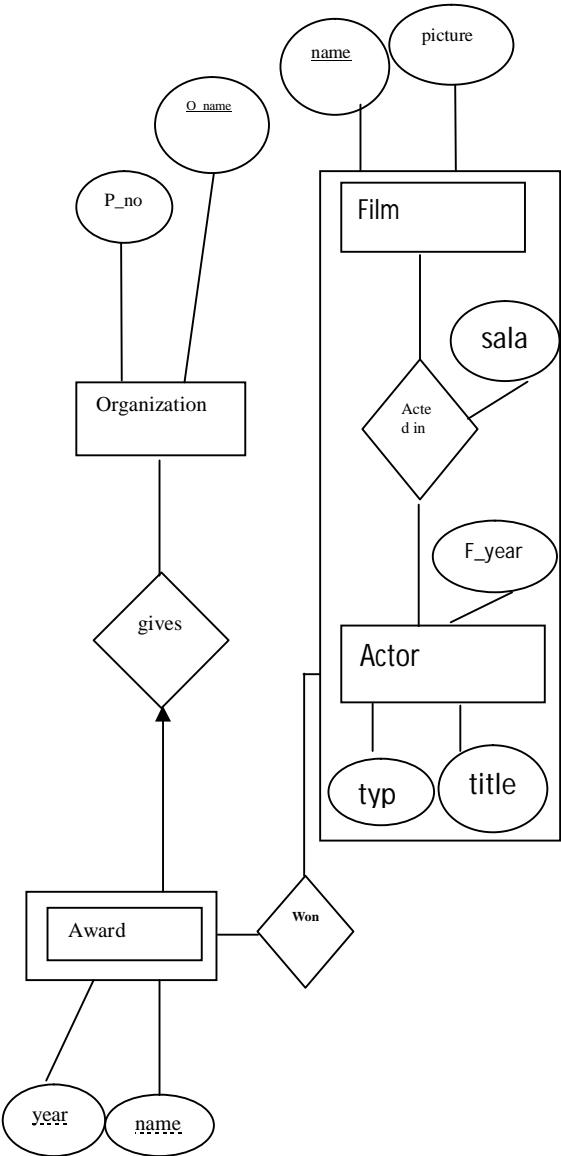 name
picture
O_name
P_no
Film
sala
Organization
Acte
d in
F_year
gives
Actor
typ
title
Won
Award
year
name